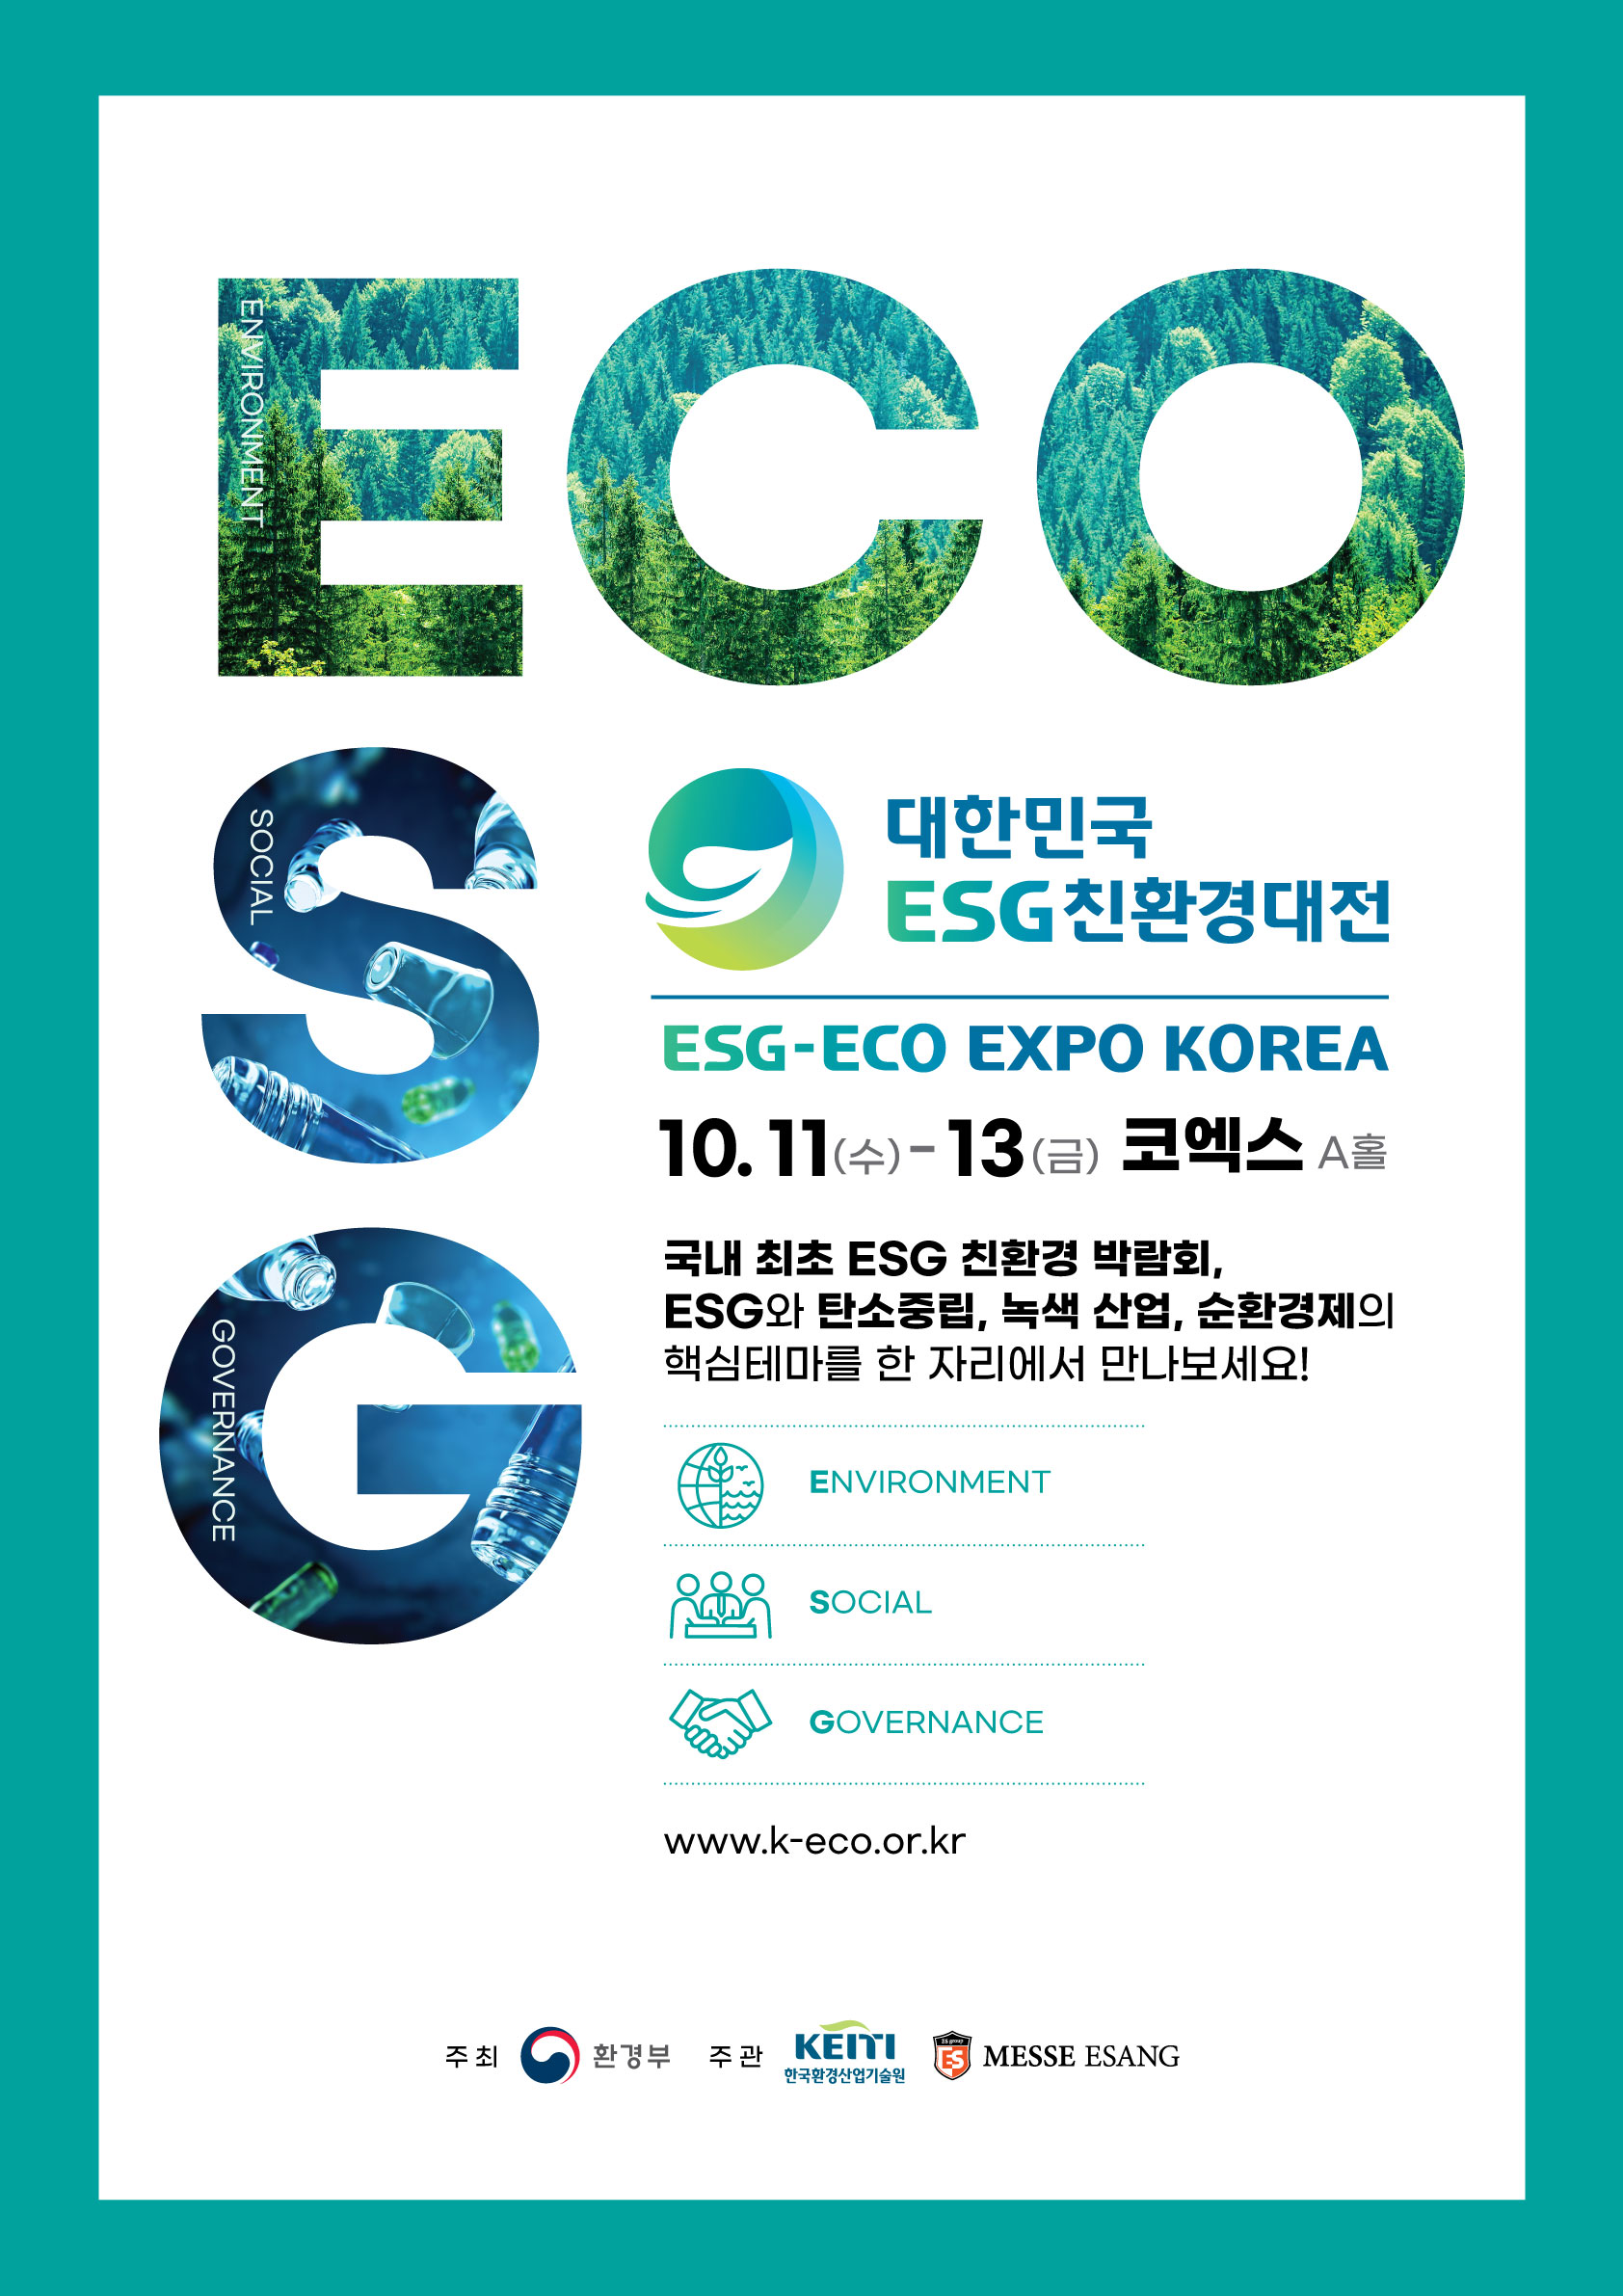 ECO
ENVIRONMENT
S
SOCIAL
G
GOVERNANCE
대한민국
ESG친환경대전
ESG-ECO EXPO KOREA
10. 11(수) - 13(금) 코엑스 A홀
국내 최초 ESG 친환경 박람회,
ESG와 탄소중립, 녹색 산업, 순환경제의
핵심테마를 한 자리에서 만나보세요!
ENVIRONMENT
SOCIAL
GOVERNANCE
www.k-eco.or.kr
주최 환경부 주관 KEITI 한국환경산업기술원 ES group ES MESSE ESANG